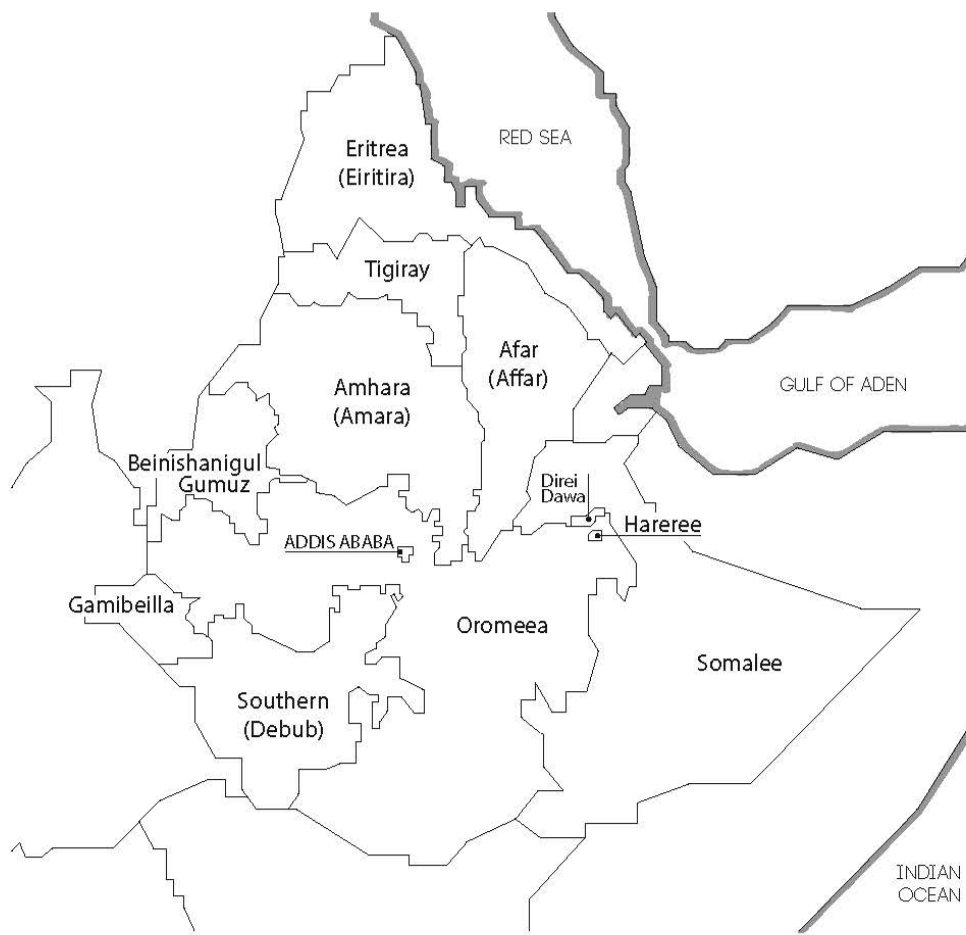 RED SEA
Eritrea
(Eiritira)
Tigiray
Afar
(Affar)
GULF OF ADEN
Amhara
(Amara)
Beinishanigul
Gumuz
Direi
Dawa
Hareree
ADDIS ABABA
Gamibeilla
Oromeea
Somalee
Southern
(Debub)
INDIAN
OCEAN